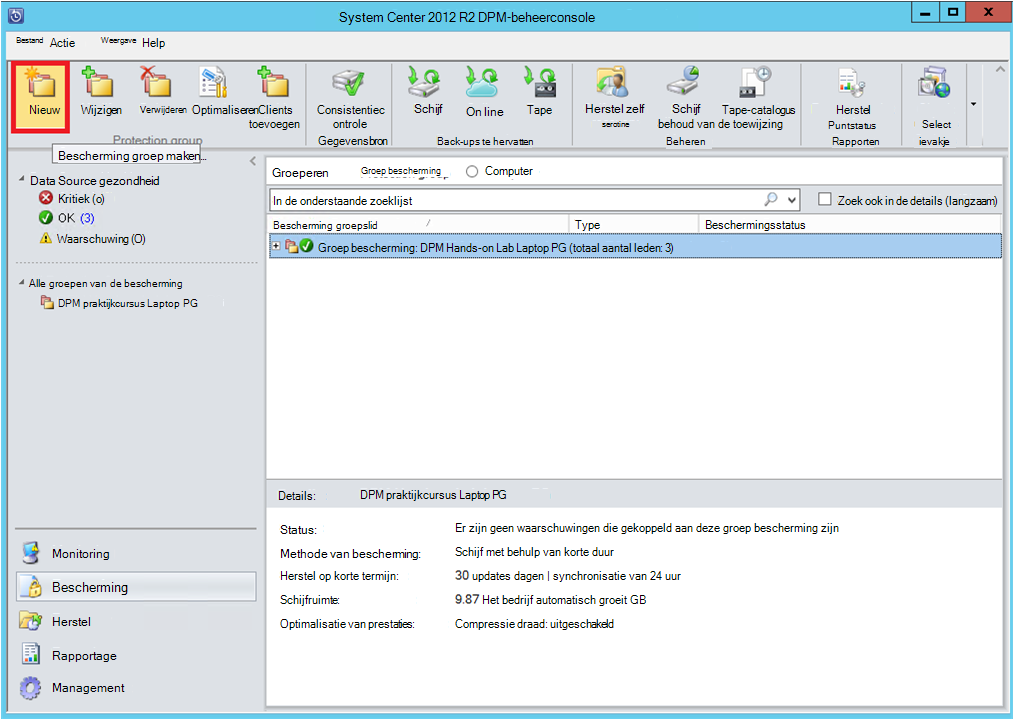 System Center 2012 R2 DPM-beheerconsole
Bestand Actie Weergave Help
Nieuw Wijzigen Verwijderen Optimaliseren Clients toevoegen
Protection group
Consistentiec ontrole
Gegevensbron
Schijf On line Tape
Back-ups te hervatten
Herstel zelf serotine
Schijf Tape-catalogus
behoud van de toewijzing
Beheren
Herstel Puntstatus
Rapporten
Select
ievakje
Bescherming groep maken...
Data Source gezondheid
Kritiek (o)
OK (3)
Waarschuwing (O)
Alle groepen van de bescherming
DPM praktijkcursus Laptop PG
Monitoring
Bescherming
Herstel
Rapportage
Management
Groeperen Groep bescherming Computer
In de onderstaande zoeklijst
Zoek ook in de details (langzaam)
Bescherming groepslid / Type Beschermingsstatus
Groep bescherming: DPM Hands-on Lab Laptop PG (totaal aantal leden: 3)
Details: DPM praktijkcursus Laptop PG
Status: Er zijn geen waarschuwingen die gekoppeld aan deze groep bescherming zijn
Methode van bescherming: Schijf met behulp van korte duur
Herstel op korte termijn: 30 updates dagen | synchronisatie van 24 uur
Schijfruimte: 9.87 Het bedrijf automatisch groeit GB
Optimalisatie van prestaties: Compressie draad: uitgeschakeld